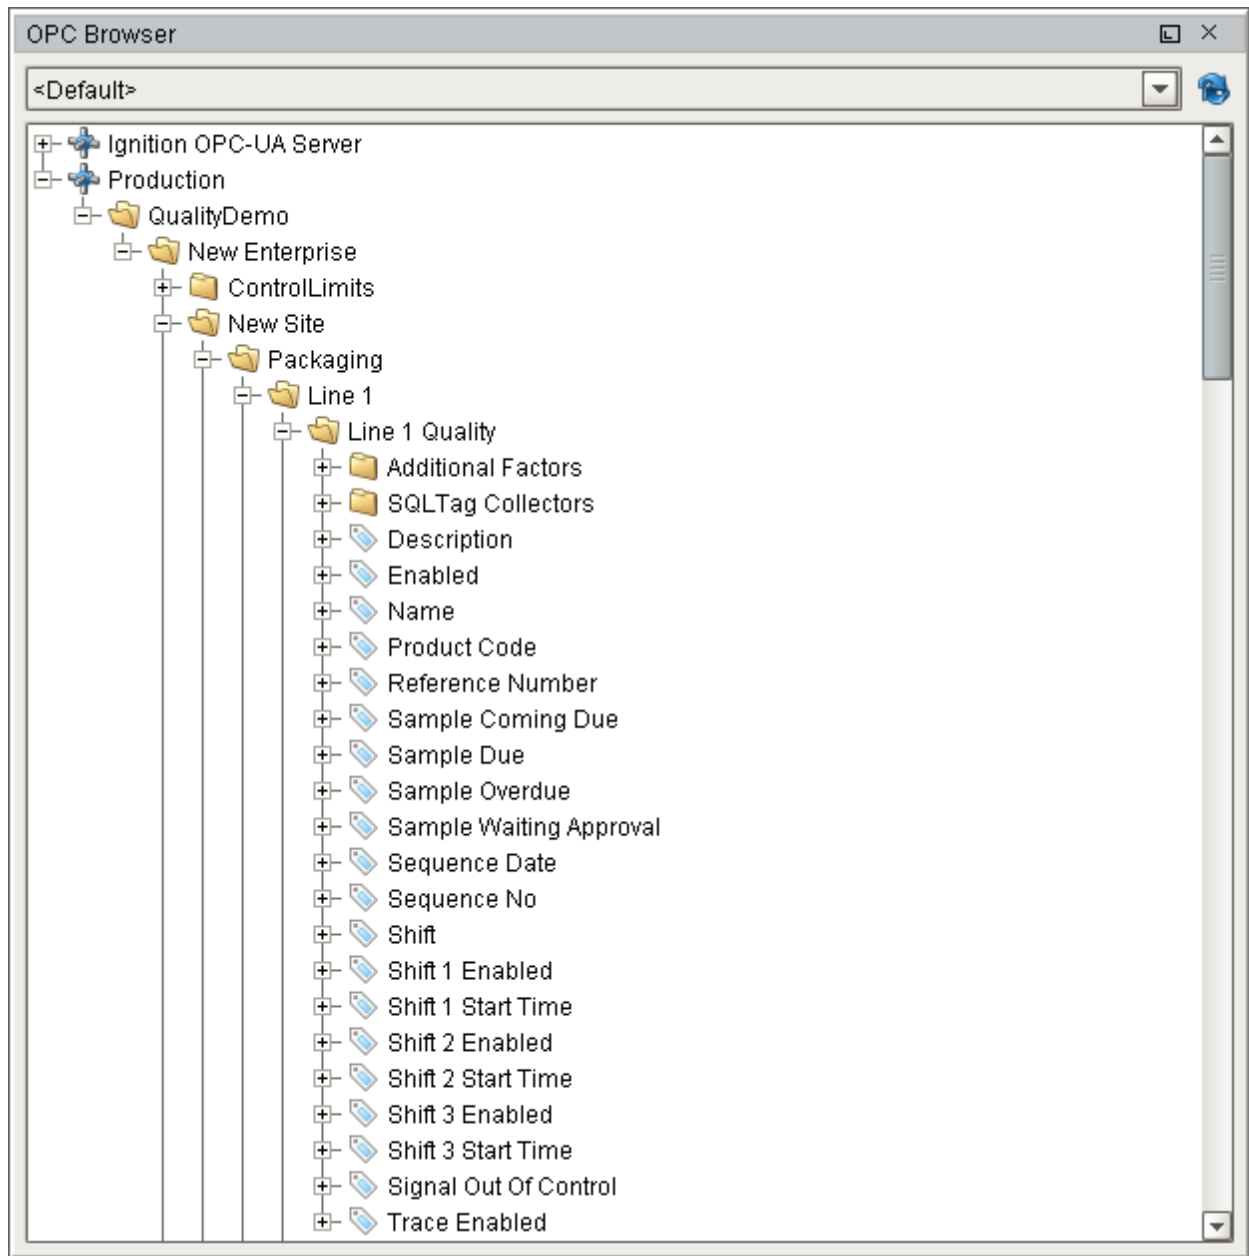 OPC Browser
<Default>
Ignition OPC-UA Server
Production
QualityDemo
New Enterprise
ControlLimits
New Site
Packaging
Line 1
Line 1 Quality
Additional Factors
SQLTag Collectors
Description
Enabled
Name
Product Code
Reference Number
Sample Coming Due
Sample Due
Sample Overdue
Sample Waiting Approval
Sequence Date
Sequence No
Shift
Shift 1 Enabled
Shift 1 Start Time
Shift 2 Enabled
Shift 2 Start Time
Shift 3 Enabled
Shift 3 Start Time
Signal Out Of Control
Trace Enabled